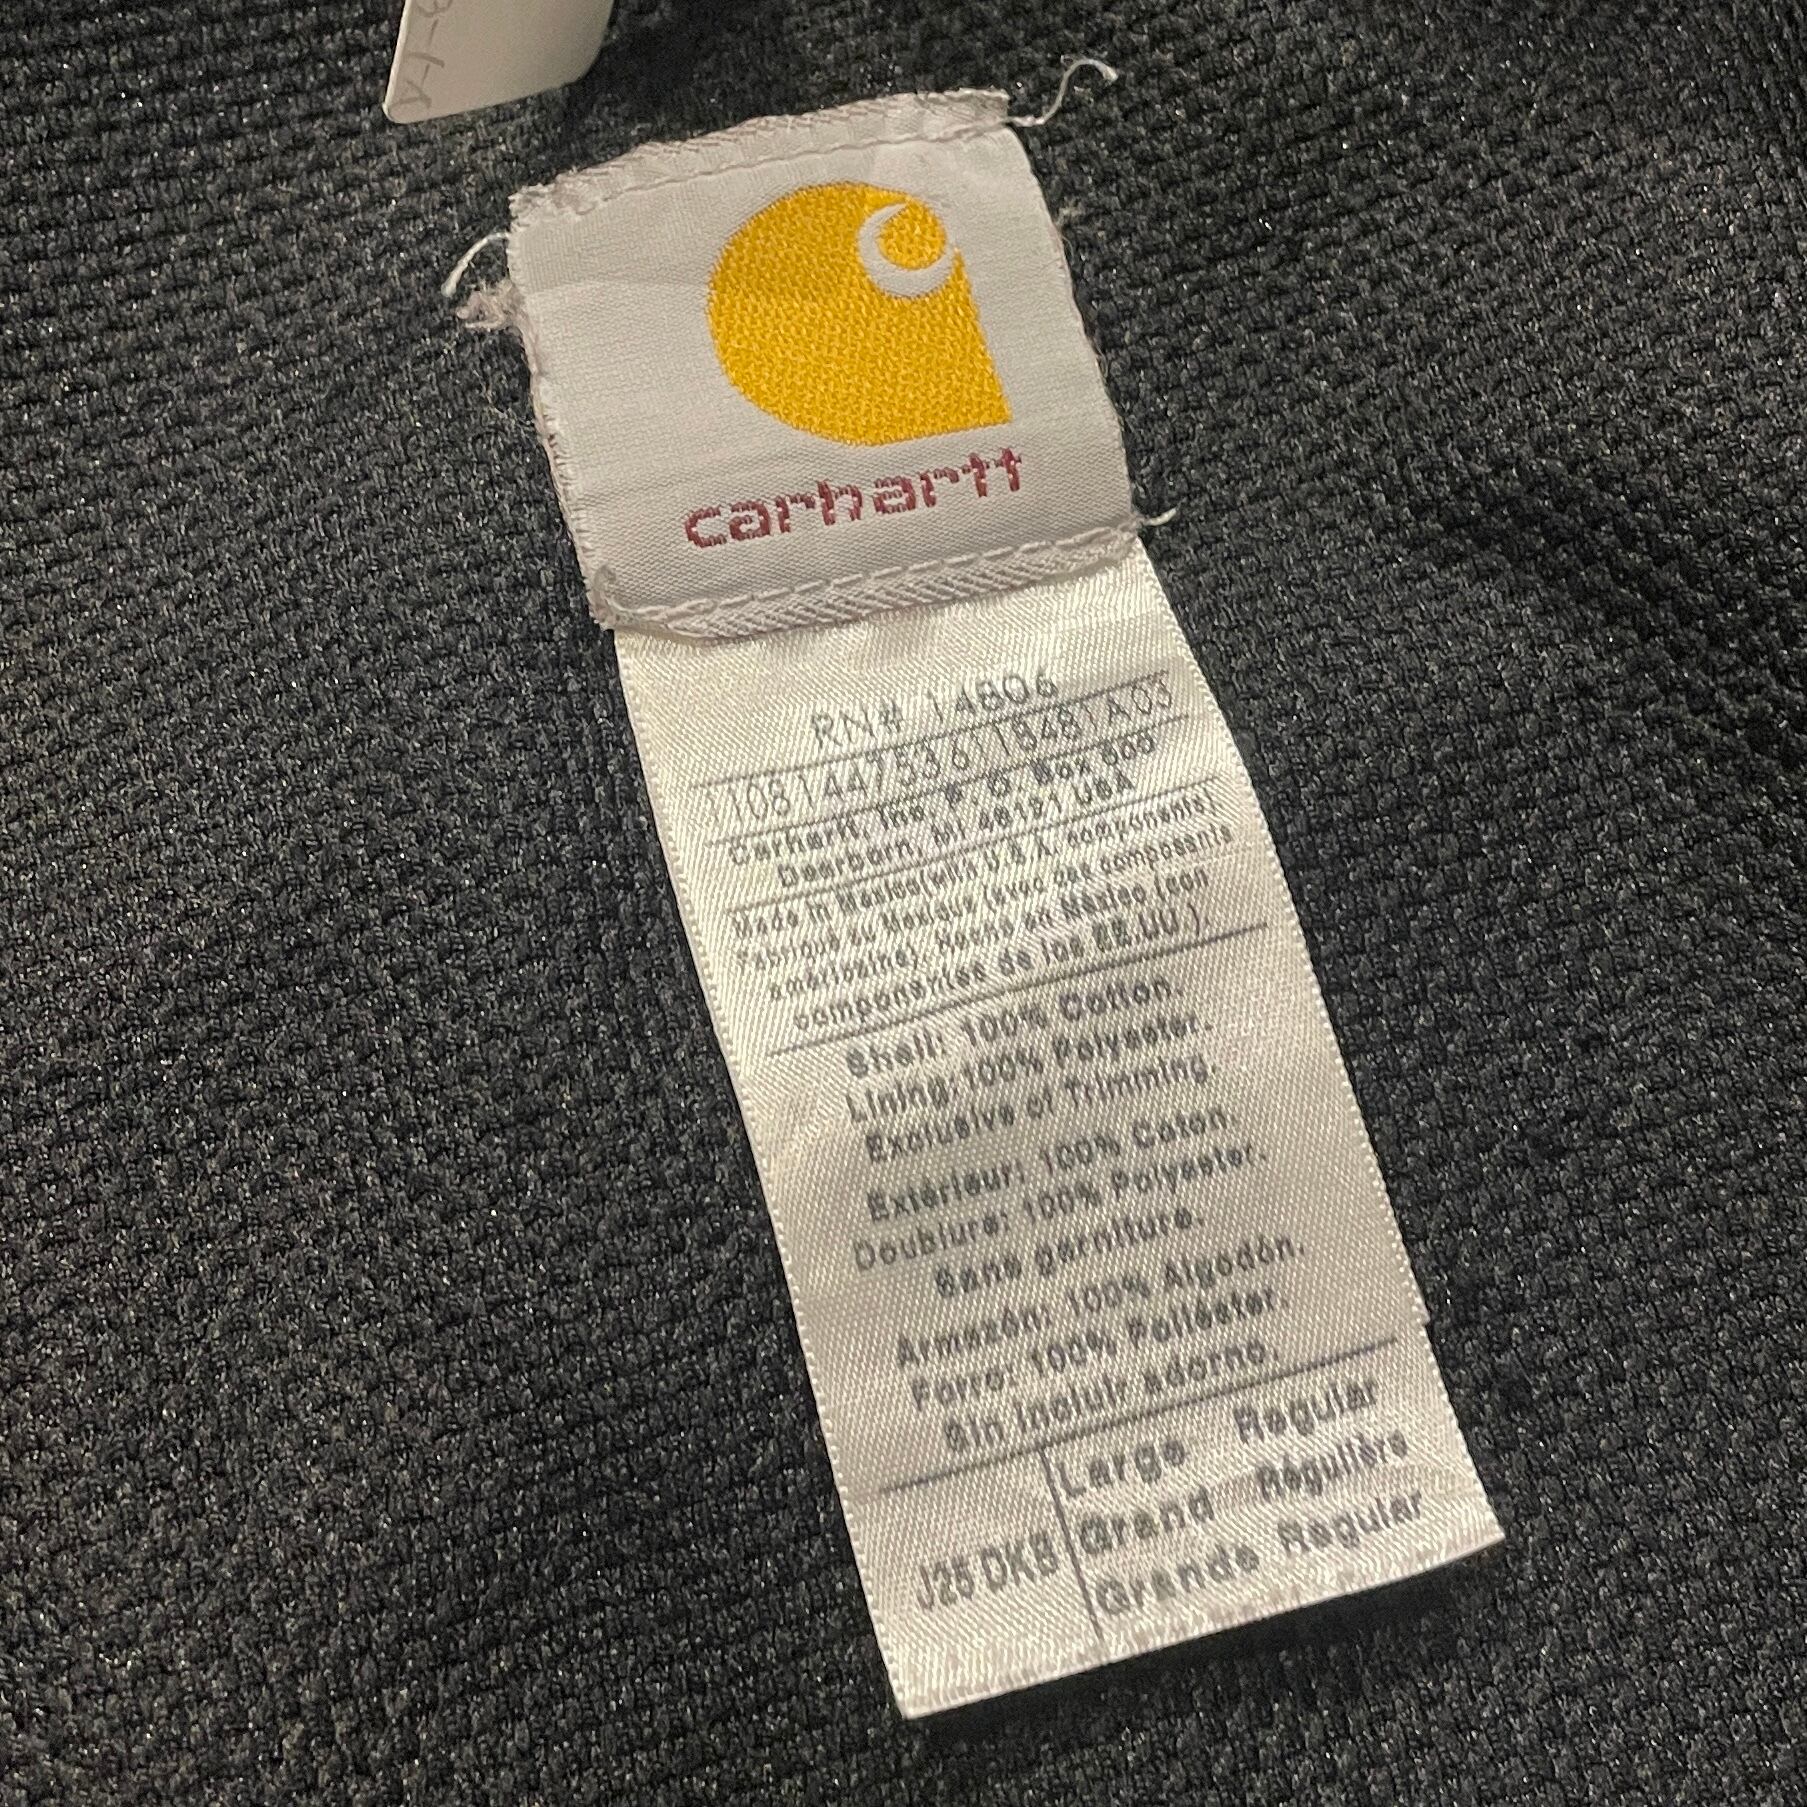 carhartt
RN# 14806
11081447536118481A03
Carhartt, Inc P. O Box 600
Dearborn, MI 48121 USA
Made in Mexico(with U.S.A. components)
Fabriqué au Mexique (avec des composants
américains). Hecho en México (con
componentes de los EE.UU.).
Shell: 100% Cotton.
Lining:100% Polyester.
Exclusive of Trimming.
Extérieur: 100% Coton.
Doublure: 100% Polyester.
Sans garniture.
Armazón: 100% Algodón.
Forro: 100% Poliéster.
Sin incluir adorno.
J25 DKB
Large Regular
Grand Régulière
Grande Regular